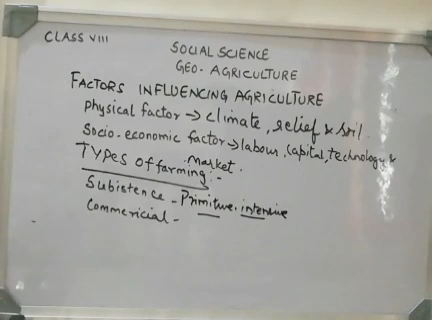 CLASS VIII
SOCIAL SCIENCE
GEO- AGRICULTURE
FACTORS INFLUENCING AGRICULTURE
Physical factor → climate, relief & soil.
Socio-economic factor → labour, capital, technology &
market.
TYPES of farming:-
Subistence - Primitive. intensive
Commericial -